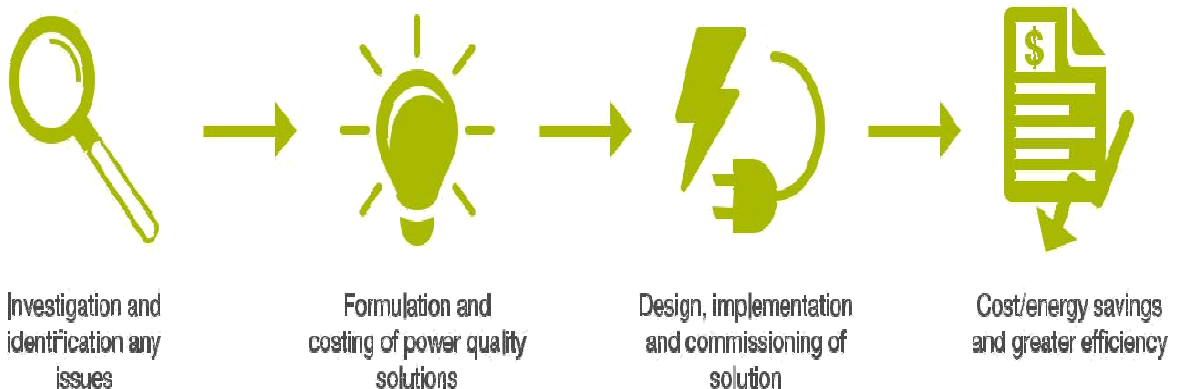 $
Investigation and
identification any
issues
Formulation and
costing of power quality
solutions
Design, implementation
and commissioning of
solution
Cost/energy savings
and greater efficiency